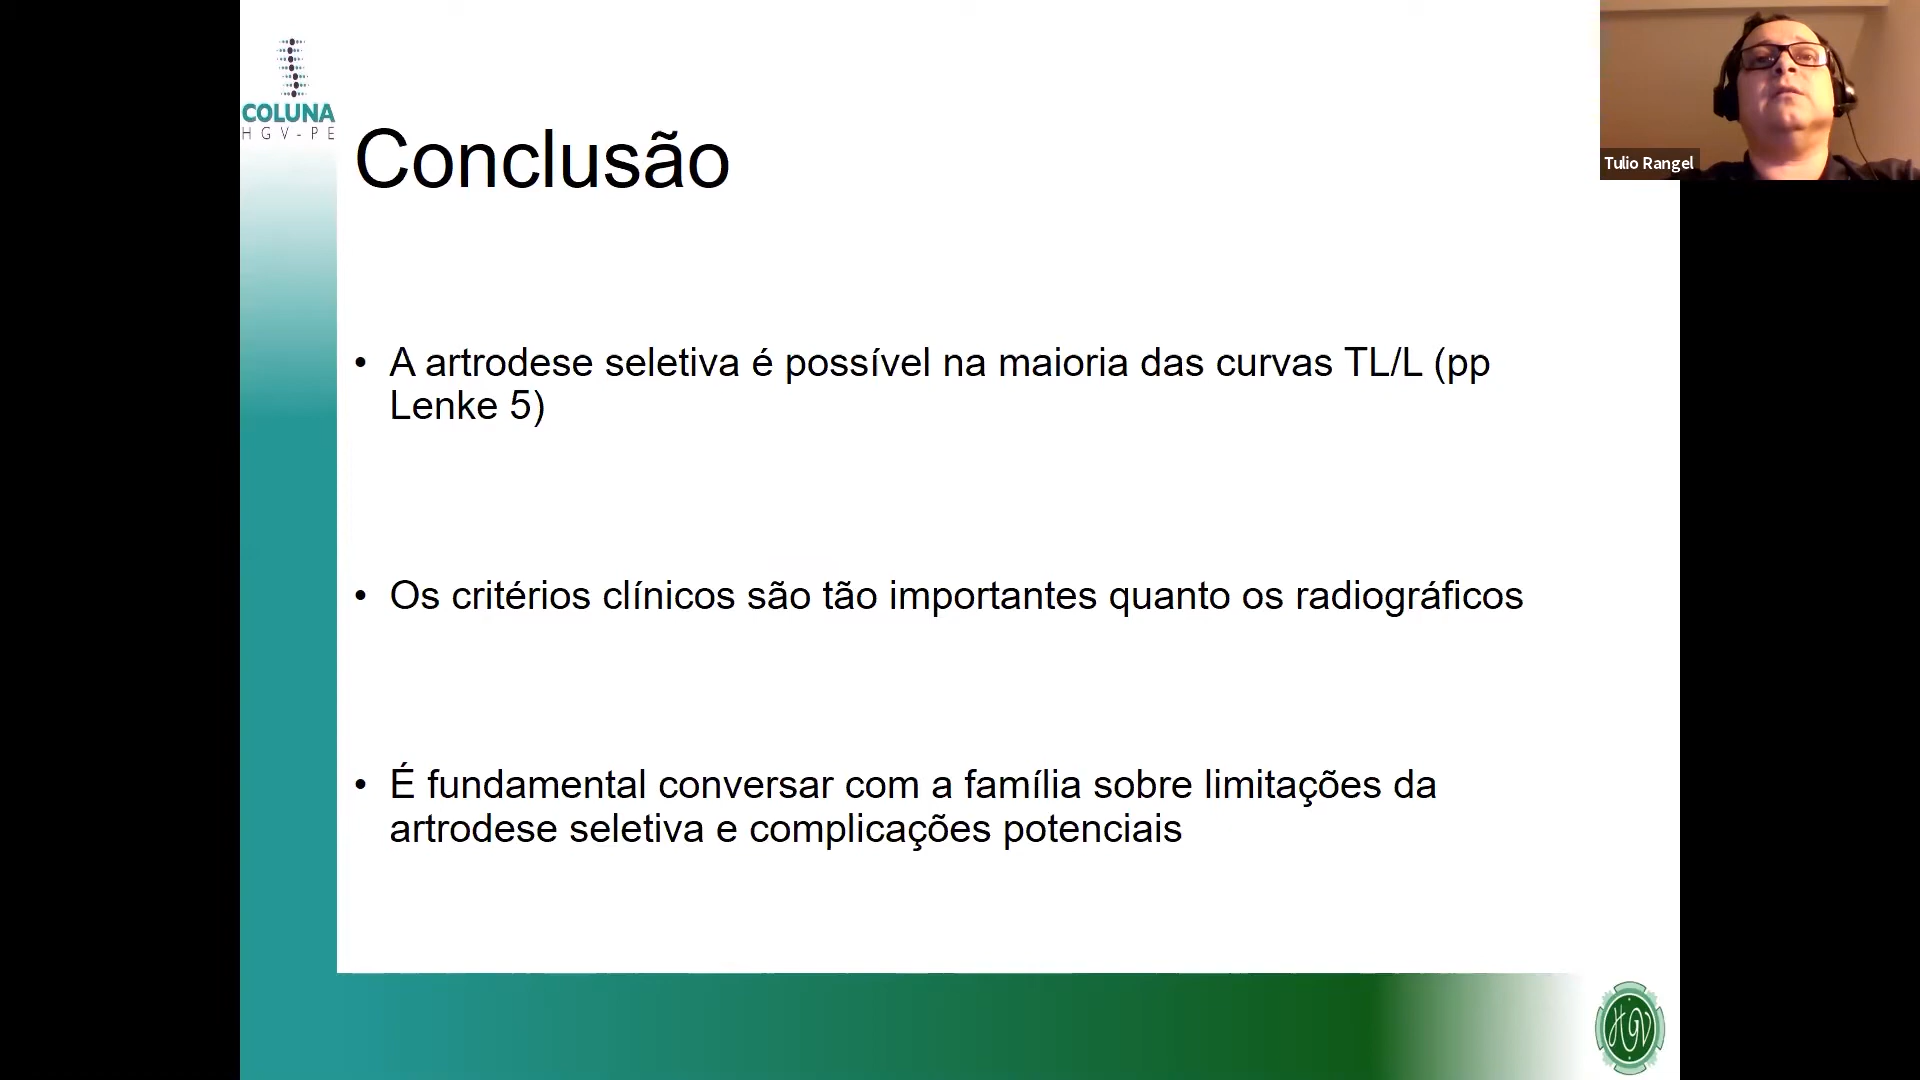 COLUNA
HGV-PE
Conclusão
Tulio Rangel
• A artrodese seletiva é possível na maioria das curvas TL/L (pp
Lenke 5)
• Os critérios clínicos são tão importantes quanto os radiográficos
• É fundamental conversar com a família sobre limitações da
artrodese seletiva e complicações potenciais
HGV